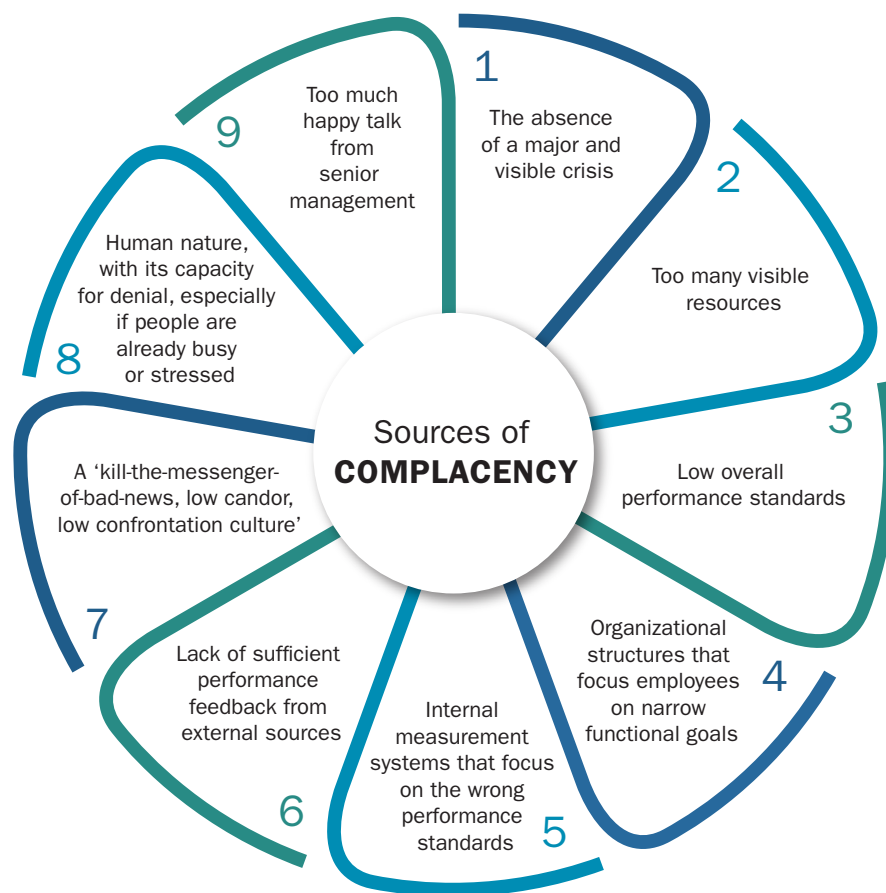 Sources of
COMPLACENCY
1
The absence
of a major and
visible crisis
2
Too many visible
resources
3
Low overall
performance standards
4
Organizational
structures that
focus employees
on narrow
functional goals
5
Internal
measurement
systems that focus
on the wrong
performance
standards
6
Lack of sufficient
performance
feedback from
external sources
7
A ‘kill-the-messenger-
of-bad-news, low candor,
low confrontation culture’
8
Human nature,
with its capacity
for denial, especially
if people are
already busy
or stressed
9
Too much
happy talk
from
senior
management